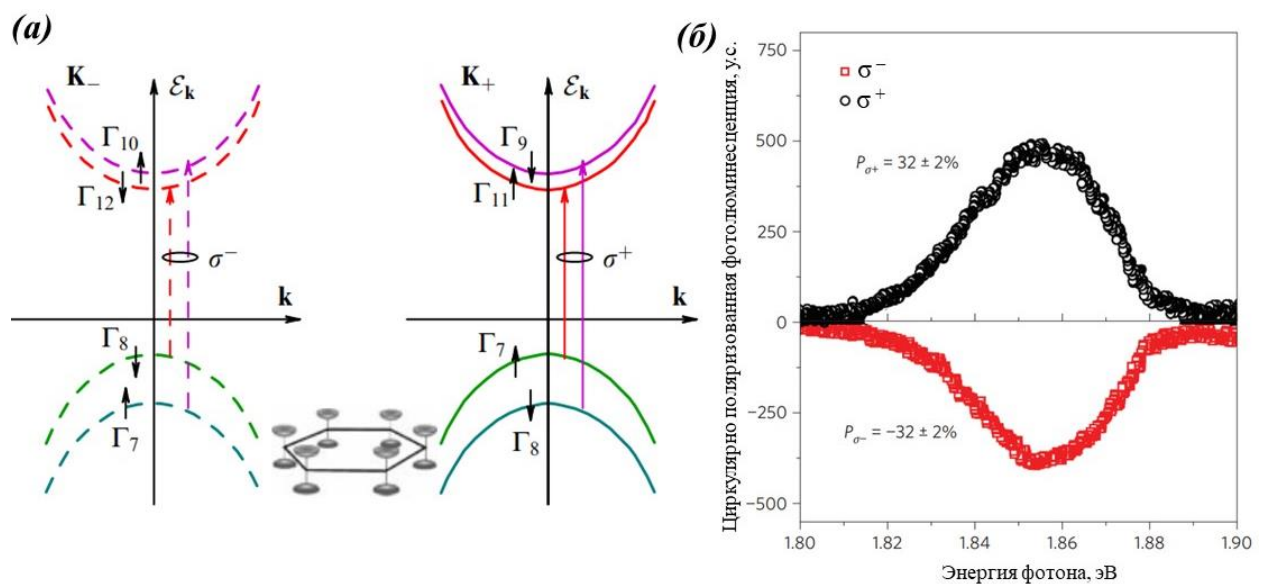 (а)
K₋
ℰₖ
Γ₁₀
Γ₁₂
σ⁻
k
Γ₈
Γ₇
K₊
ℰₖ
Γ₉
Γ₁₁
σ⁺
k
Γ₇
Γ₈
(б)
Циркулярно поляризованная фотолюминесценция, у.с.
750
500
250
0
−250
−500
σ⁻
σ⁺
Pσ+ = 32 ± 2%
Pσ− = −32 ± 2%
1.80 1.82 1.84 1.86 1.88 1.90
Энергия фотона, эВ